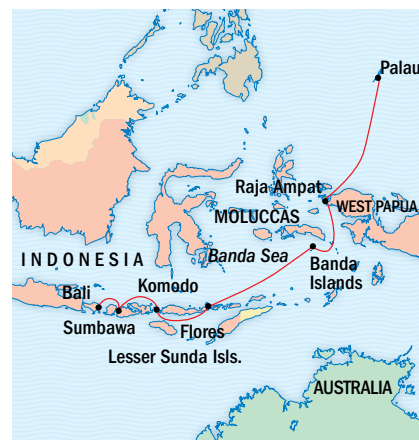 Palau
Raja Ampat
WEST PAPUA
MOLUCCAS
Banda Sea
INDONESIA
Banda
Islands
Komodo
Bali
Sumbawa
Flores
Lesser Sunda Isls.
AUSTRALIA